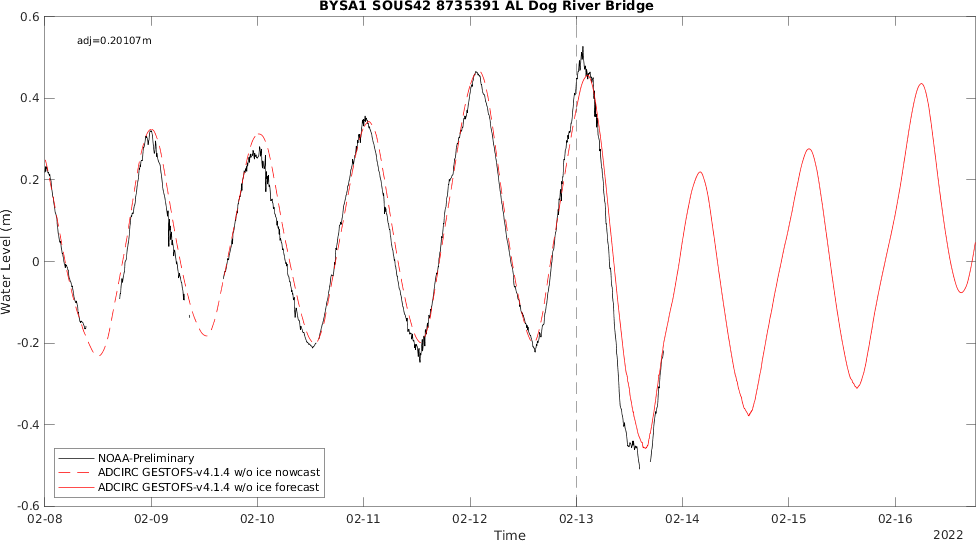 BYSA1 SOUS42 8735391 AL Dog River Bridge
adj=0.20107m
Water Level (m)
0.6
0.4
0.2
0
-0.2
-0.4
-0.6
NOAA-Preliminary
ADCIRC GESTOFS-v4.1.4 w/o ice nowcast
ADCIRC GESTOFS-v4.1.4 w/o ice forecast
02-08 02-09 02-10 02-11 02-12 02-13 02-14 02-15 02-16
Time
2022